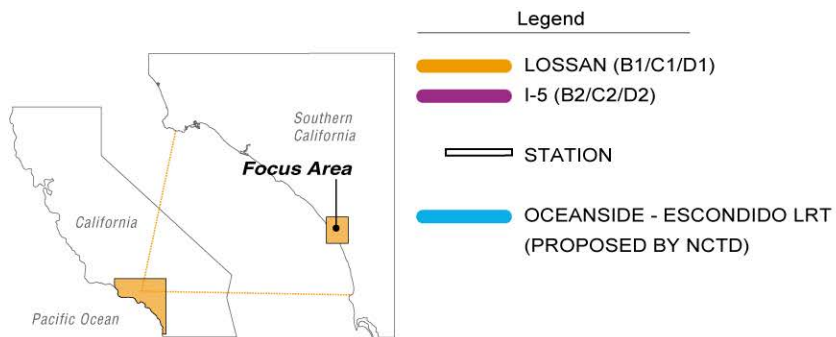 Legend
LOSSAN (B1/C1/D1)
I-5 (B2/C2/D2)
STATION
OCEANSIDE - ESCONDIDO LRT
(PROPOSED BY NCTD)
Southern
California
Focus Area
California
Pacific Ocean